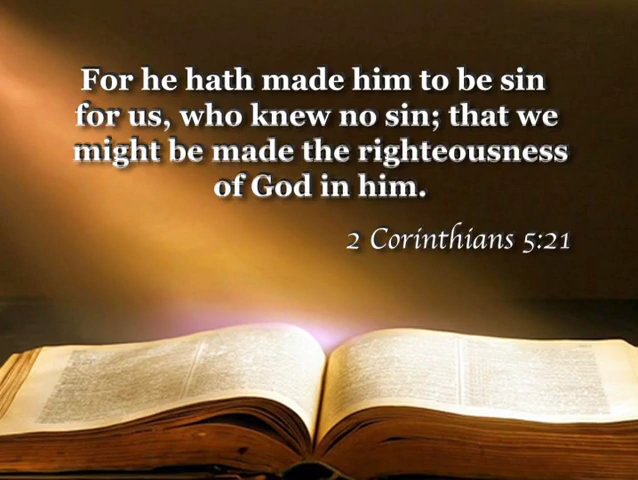 For he hath made him to be sin
for us, who knew no sin; that we
might be made the righteousness
of God in him.
2 Corinthians 5:21